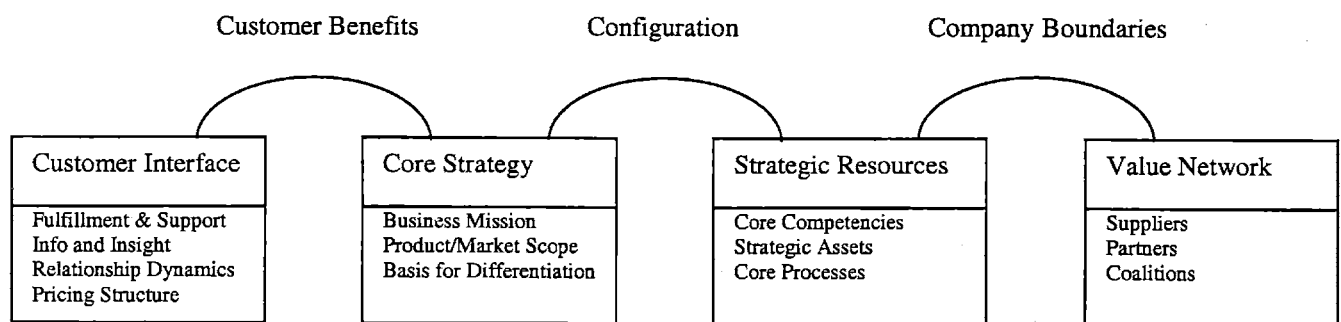 Customer Benefits
Configuration
Company Boundaries
Customer Interface
Fulfillment & Support
Info and Insight
Relationship Dynamics
Pricing Structure
Core Strategy
Business Mission
Product/Market Scope
Basis for Differentiation
Strategic Resources
Core Competencies
Strategic Assets
Core Processes
Value Network
Suppliers
Partners
Coalitions